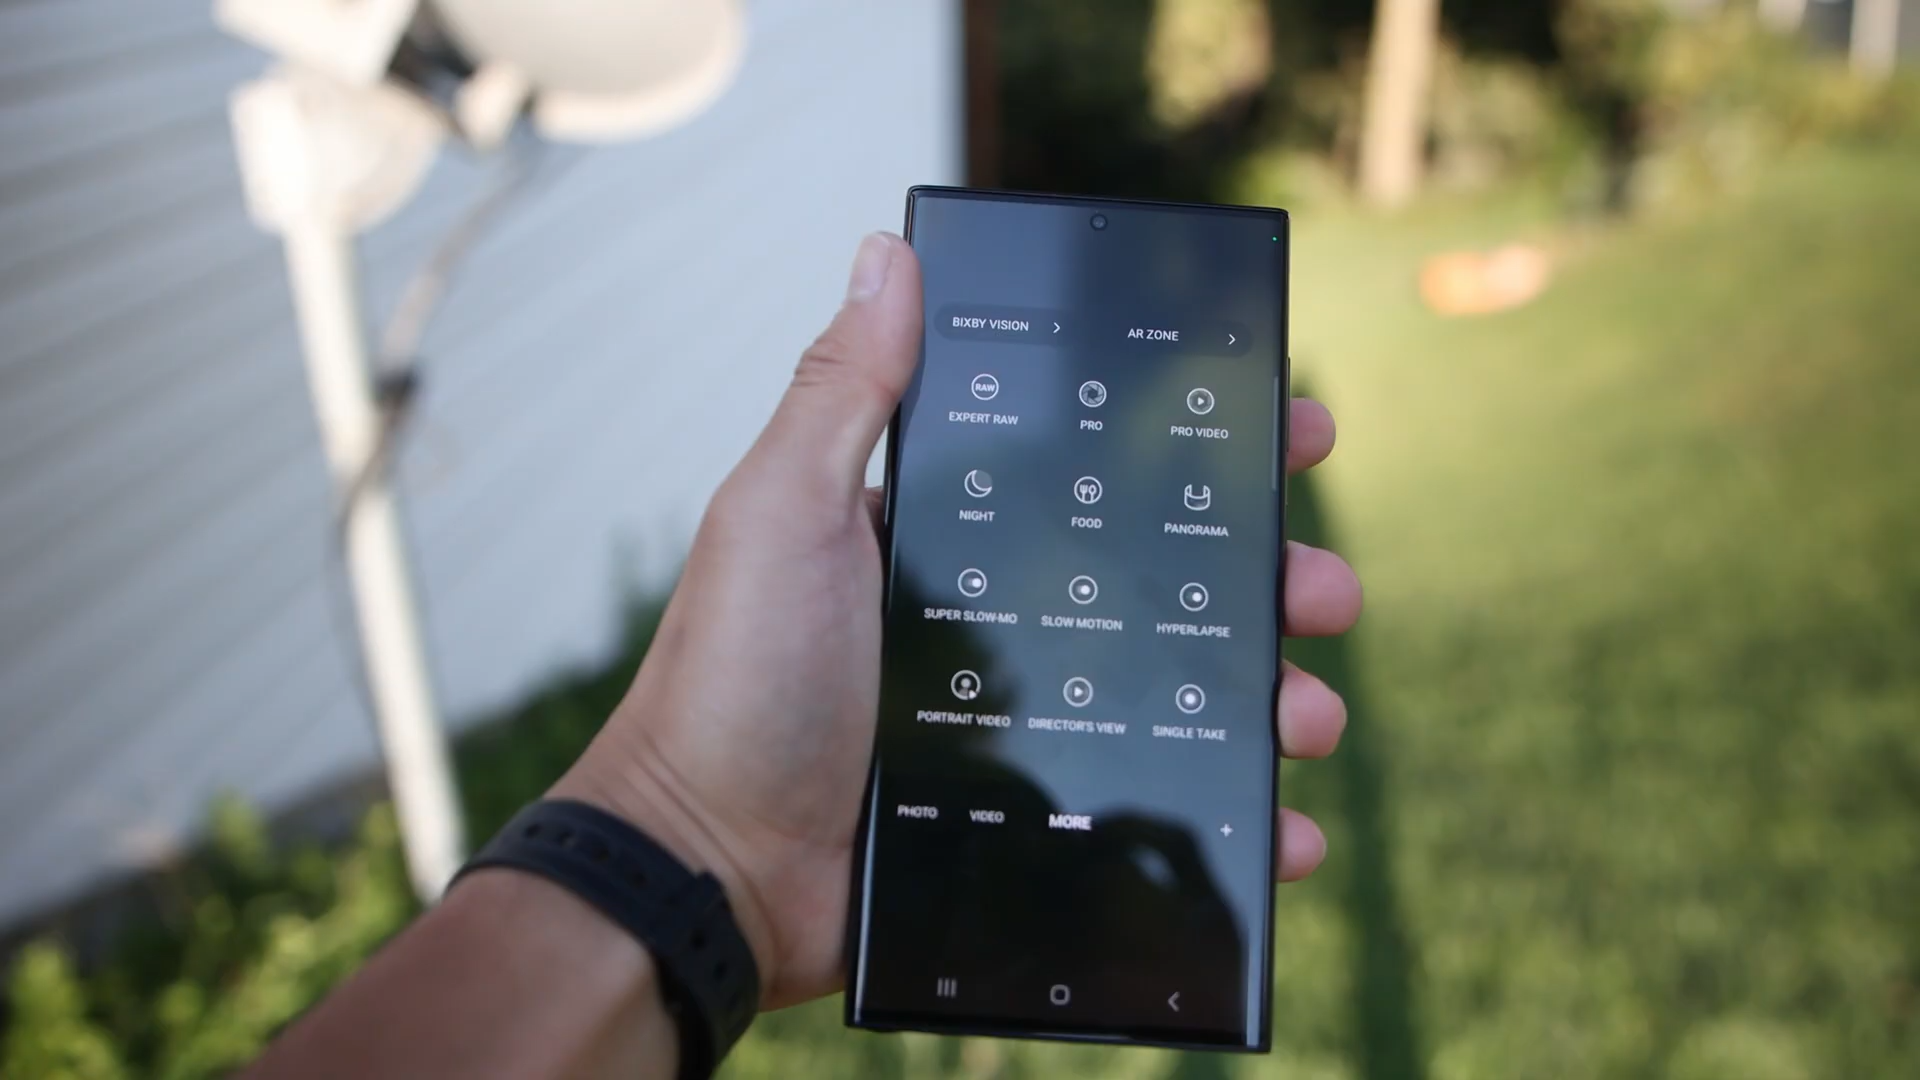 BIXBY VISION
AR ZONE
RAW
EXPERT RAW
PRO
PRO VIDEO
NIGHT
FOOD
PANORAMA
SUPER SLOW-MO
SLOW MOTION
HYPERLAPSE
PORTRAIT VIDEO
DIRECTOR'S VIEW
SINGLE TAKE
PHOTO
VIDEO
MORE